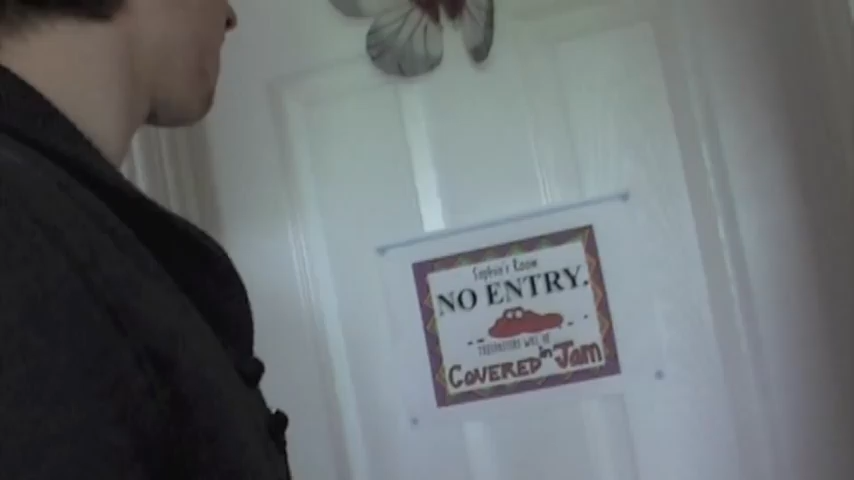 Sophie's Room
NO ENTRY.
TRESPASSERS WILL BE
COVERED in Jam